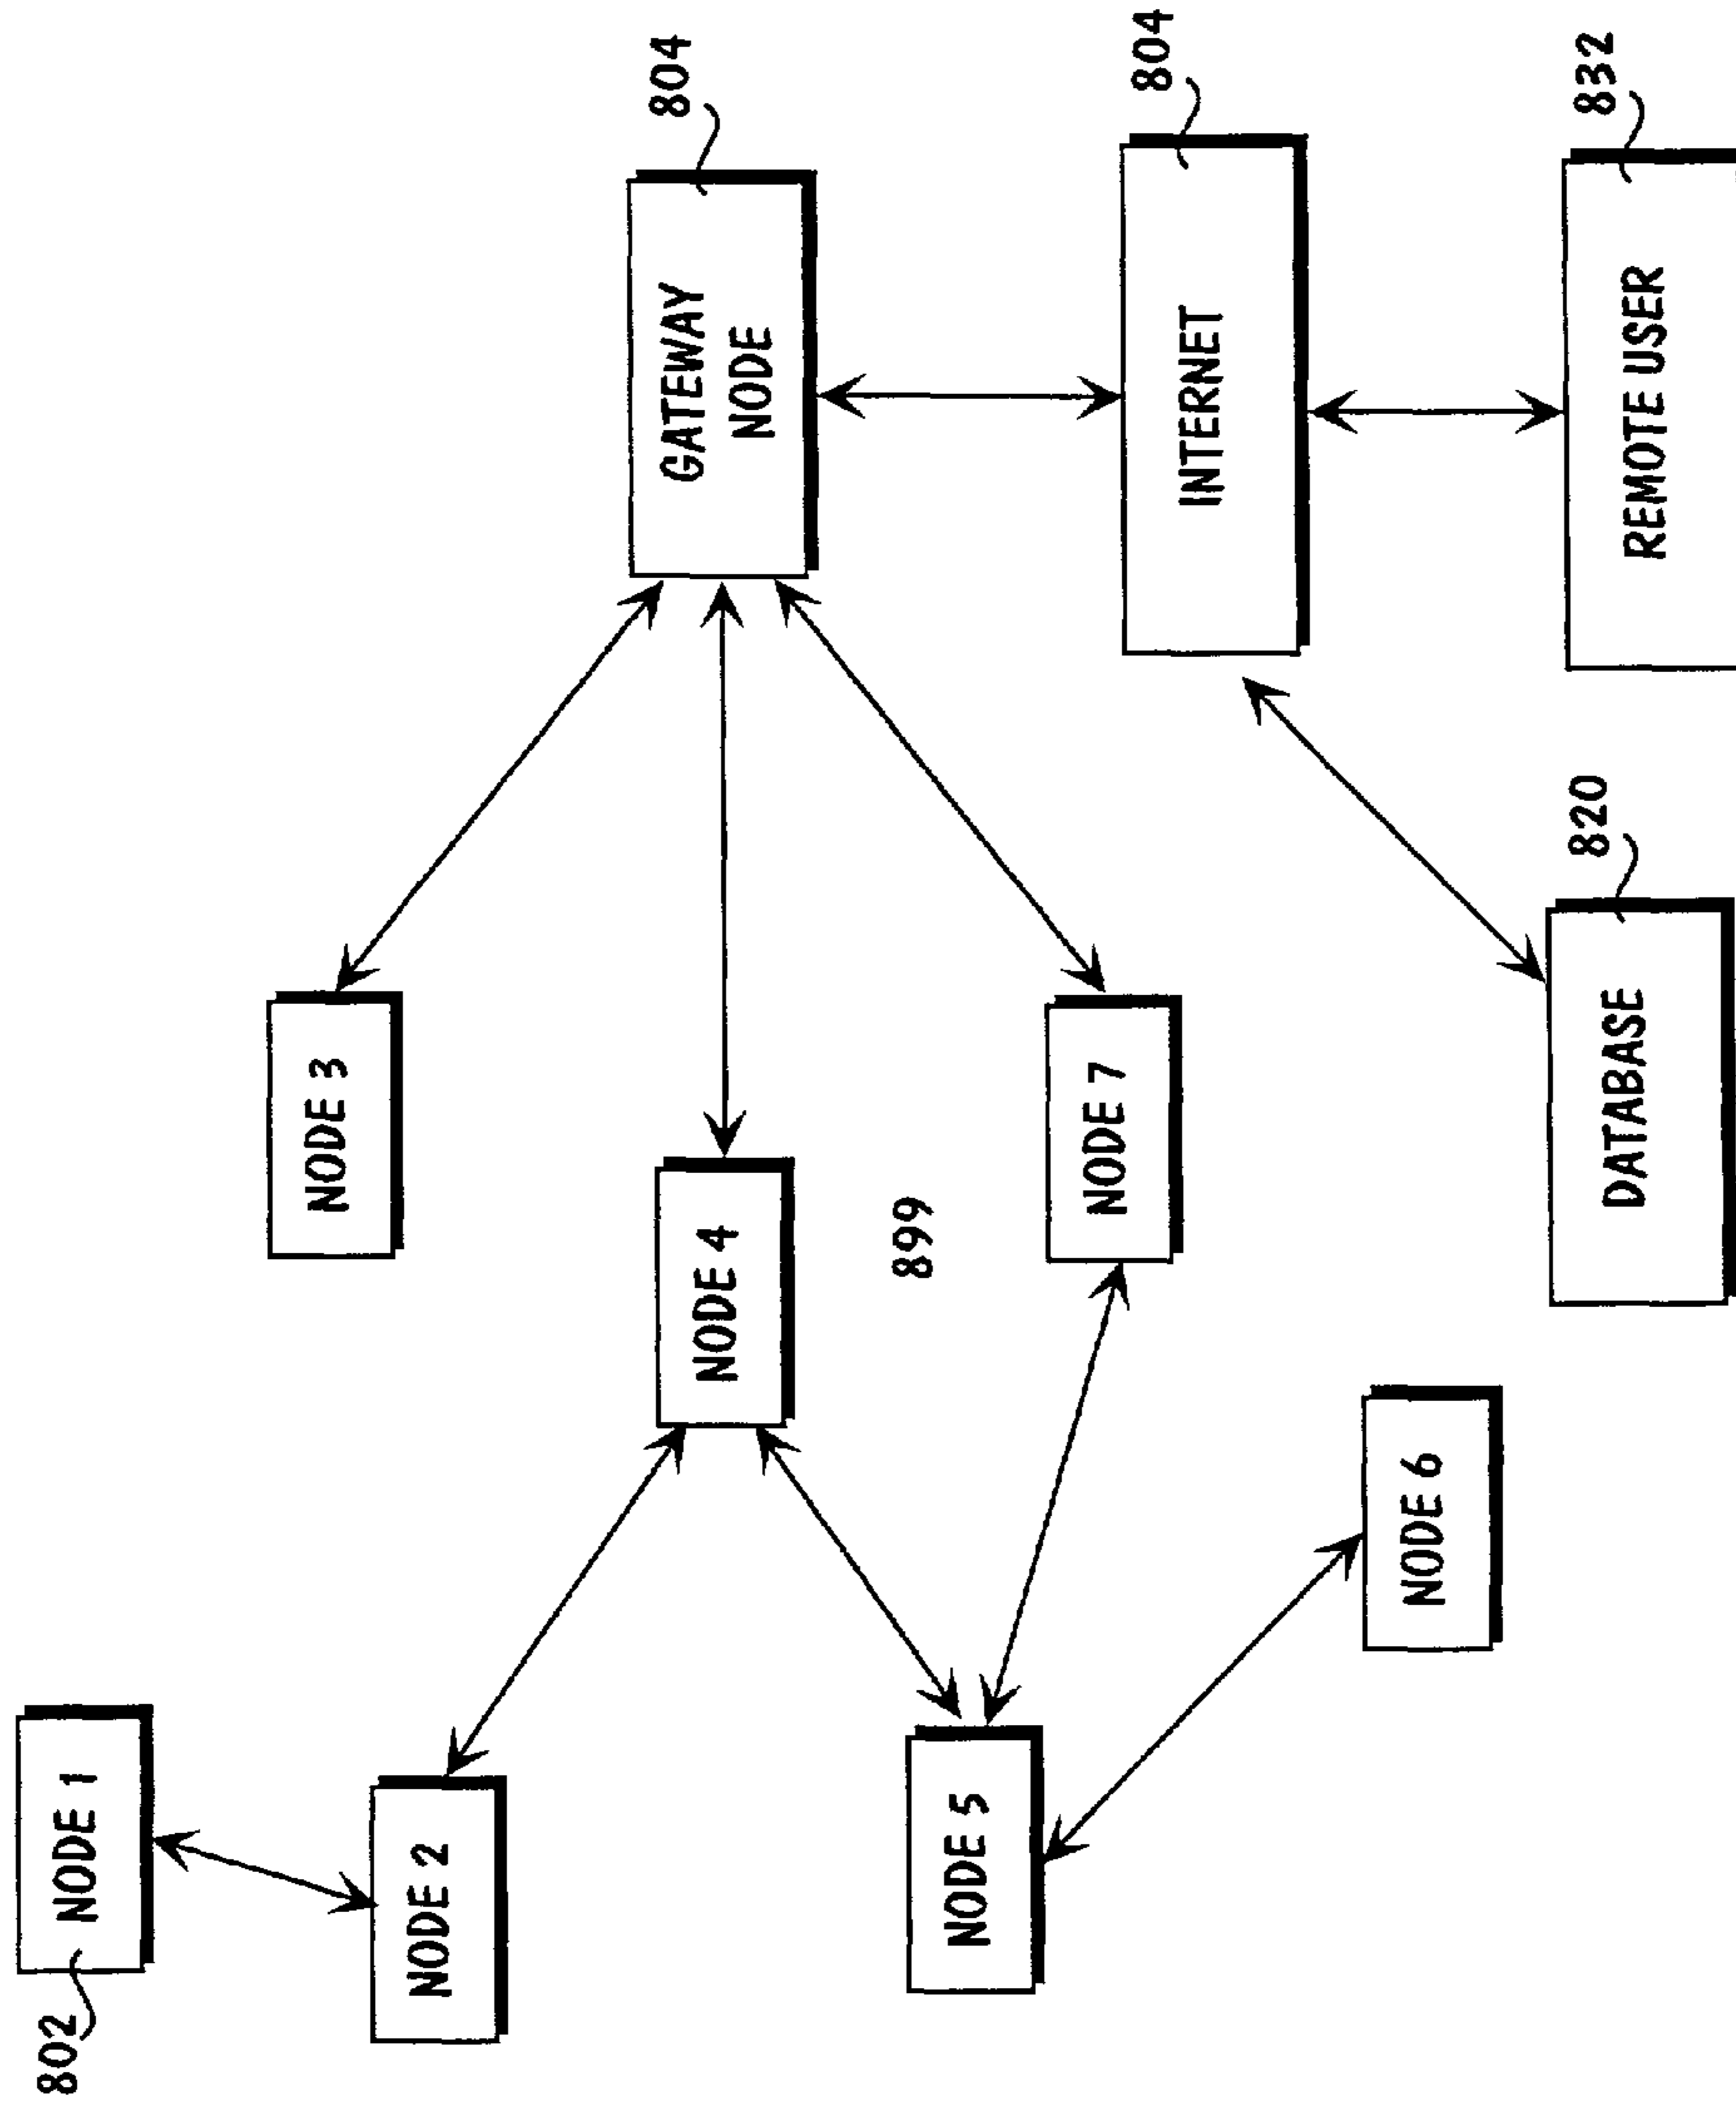 802
NODE 1
NODE 2
NODE 3
804
GATEWAY
NODE
NODE 4
899
NODE 5
NODE 7
804
INTERNET
NODE 6
820
DATABASE
832
REMOTE USER